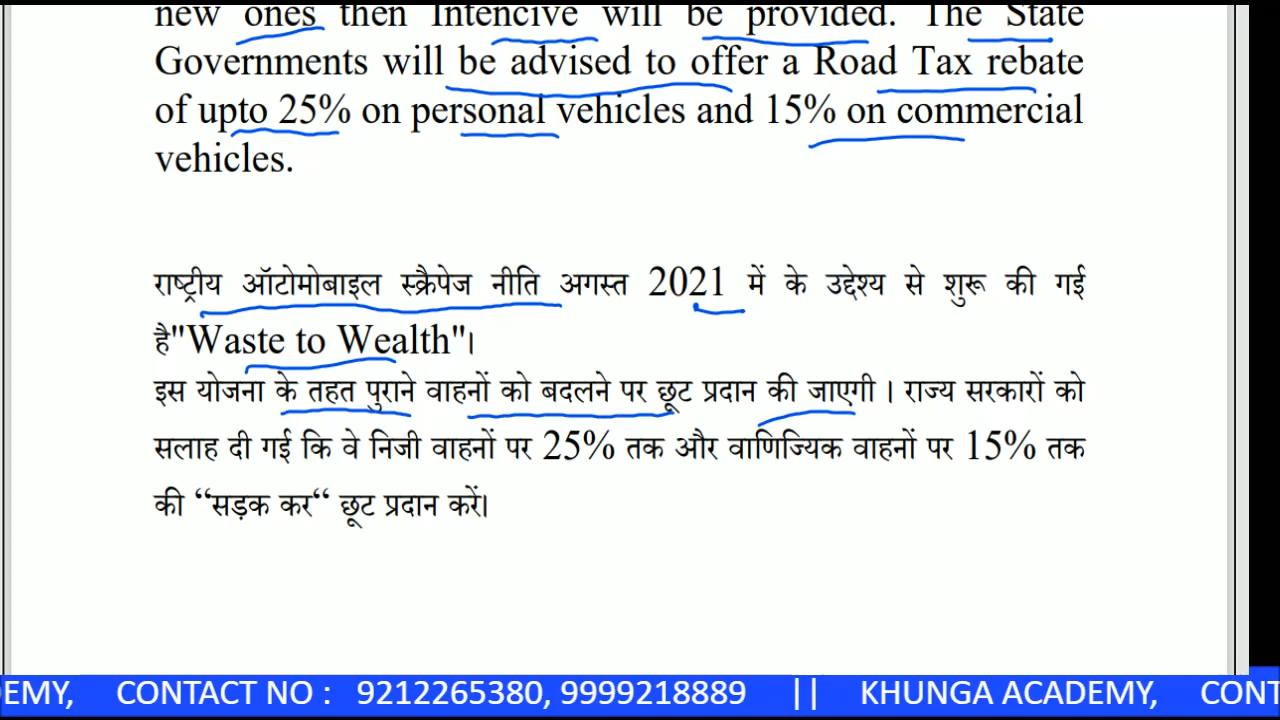 new ones then Intencive will be provided. The State
Governments will be advised to offer a Road Tax rebate
of upto 25% on personal vehicles and 15% on commercial
vehicles.
राष्ट्रीय ऑटोमोबाइल स्क्रैपेज नीति अगस्त 2021 में के उद्देश्य से शुरू की गई
है"Waste to Wealth"।
इस योजना के तहत पुराने वाहनों को बदलने पर छूट प्रदान की जाएगी । राज्य सरकारों को
सलाह दी गई कि वे निजी वाहनों पर 25% तक और वाणिज्यिक वाहनों पर 15% तक
की “सड़क कर“ छूट प्रदान करें।
DEMY, CONTACT NO : 9212265380, 9999218889 || KHUNGA ACADEMY, CONT